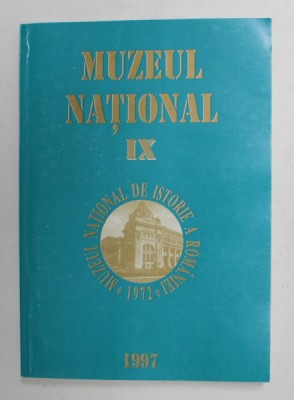 MUZEUL
NAȚIONAL
IX
MUZEUL NAȚIONAL DE ISTORIE A ROMÂNIEI
* 1972 *
1997